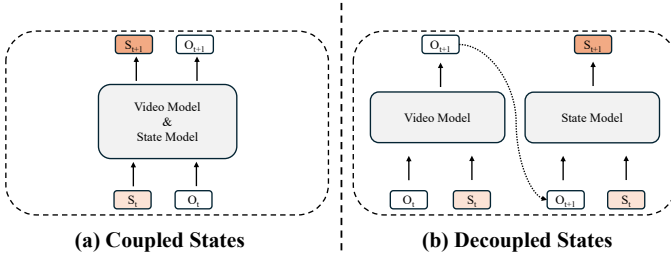 S_{t+1} O_{t+1}
Video Model
&
State Model
S_t O_t
(a) Coupled States
O_{t+1} S_{t+1}
Video Model State Model
O_t S_t O_{t+1} S_t
(b) Decoupled States